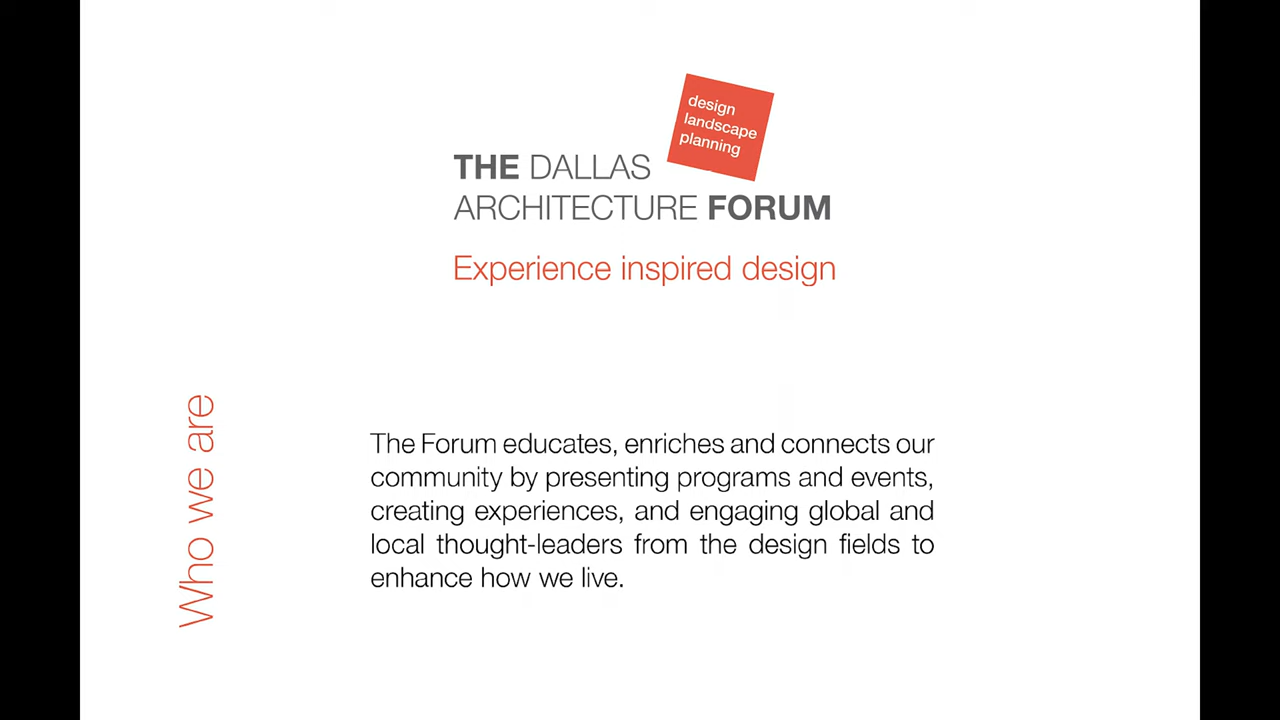 design
landscape
planning
THE DALLAS
ARCHITECTURE FORUM
Experience inspired design
Who we are
The Forum educates, enriches and connects our
community by presenting programs and events,
creating experiences, and engaging global and
local thought-leaders from the design fields to
enhance how we live.